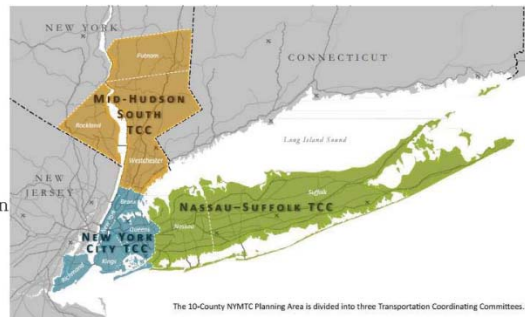 NEW YORK
Putnam
CONNECTICUT
MID-HUDSON
SOUTH
TCC
Rockland
Westchester
Long Island Sound
NEW
JERSEY
n
Bronx
Suffolk
NASSAU–SUFFOLK TCC
Nassau
Queens
NEW YORK
CITY TCC
Kings
Richmond
The 10-County NYMTC Planning Area is divided into three Transportation Coordinating Committees.